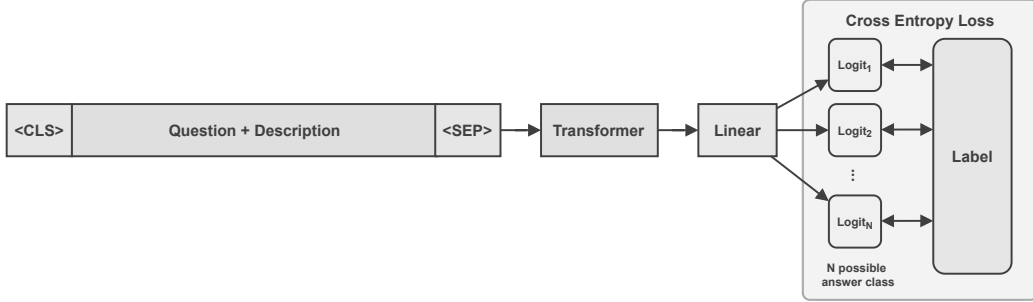 Cross Entropy Loss
<CLS>
Question + Description
<SEP>
Transformer
Linear
Logit1
Logit2
⋮
LogitN
Label
N possible
answer class